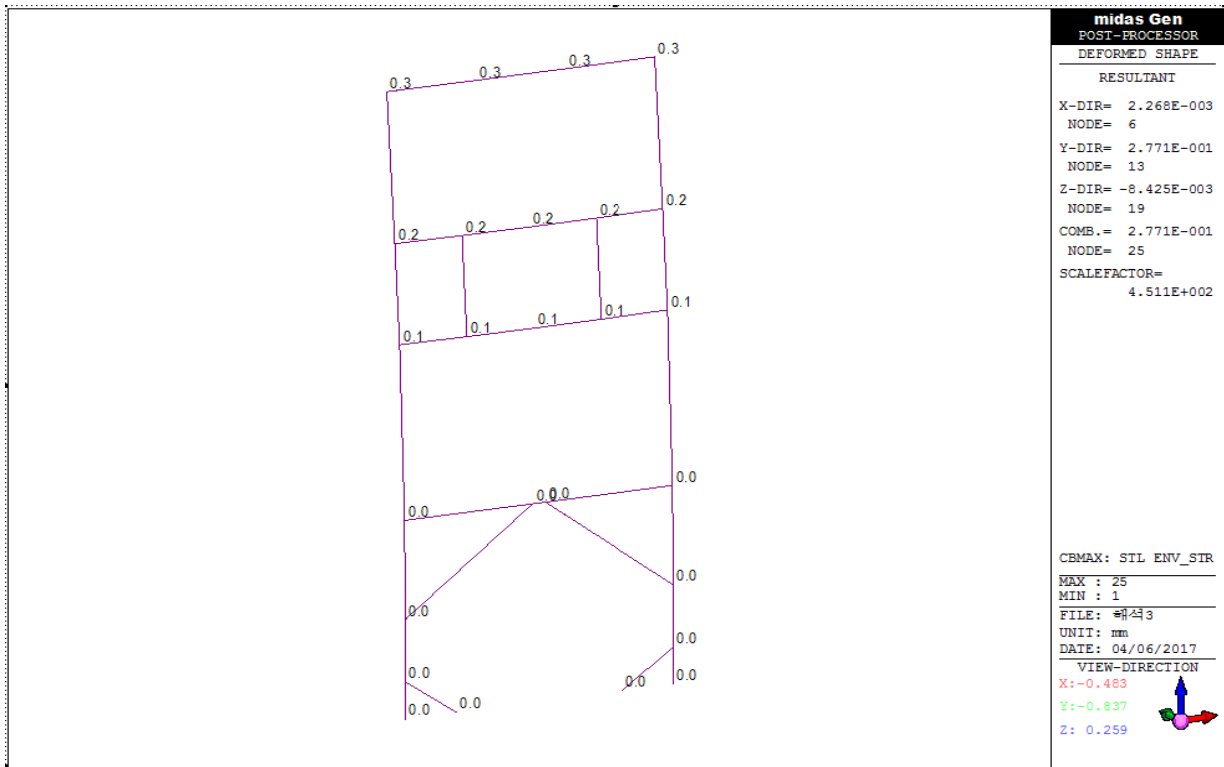 0.3
0.3
0.3
0.3
0.2
0.2
0.2
0.2
0.2
0.1
0.1
0.1
0.1
0.1
0.0
0.0
0.0
0.0
0.0
0.0
0.0
0.0
0.0
0.0
0.0
0.0
midas Gen
POST-PROCESSOR
DEFORMED SHAPE
RESULTANT
X-DIR= 2.268E-003
NODE= 6
Y-DIR= 2.771E-001
NODE= 13
Z-DIR= -8.425E-003
NODE= 19
COMB.= 2.771E-001
NODE= 25
SCALEFACTOR=
4.511E+002
CBMAX: STL ENV_STR
MAX : 25
MIN : 1
FILE: 해석3
UNIT: mm
DATE: 04/06/2017
VIEW-DIRECTION
X:-0.483
Y:-0.837
Z: 0.259